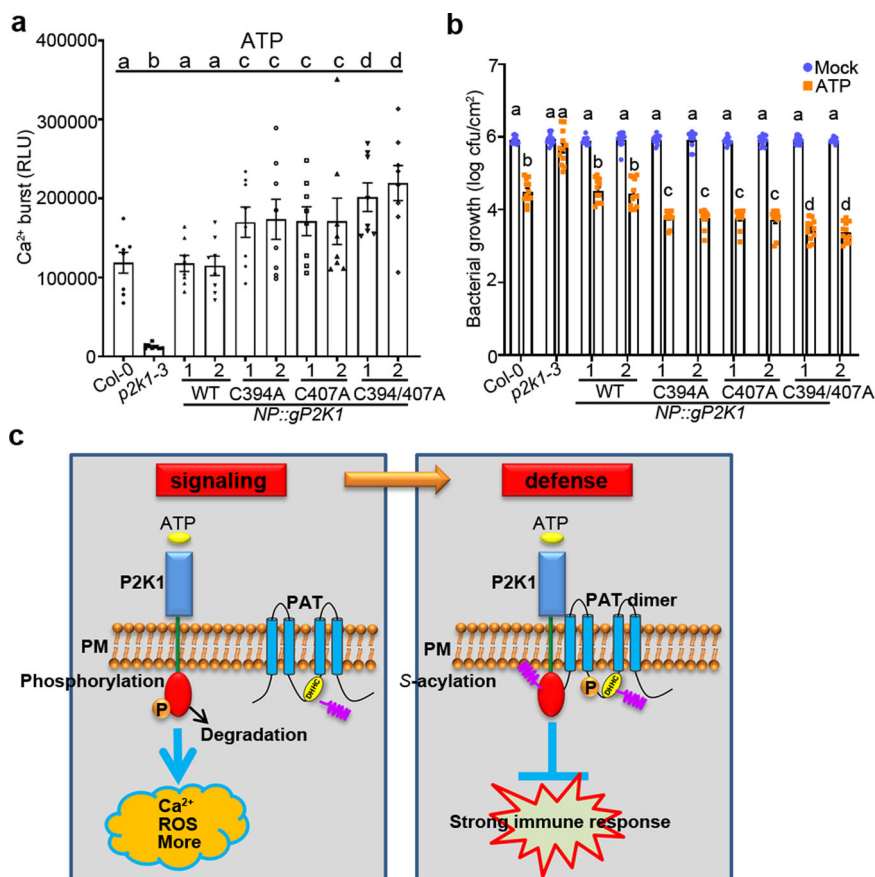 a
ATP
a b a a c c c c d d
400000
300000
200000
100000
0
Ca²⁺ burst (RLU)
Col-0
p2k1-3
1 2 1 2 1 2 1 2
WT C394A C407A C394/407A
NP::gP2K1
b
Mock
ATP
a a a a a a a a a a a
b b b c c c c d d
7
6
4
2
0
Bacterial growth (log cfu/cm²)
Col-0
p2k1-3
1 2 1 2 1 2 1 2
WT C394A C407A C394/407A
NP::gP2K1
c
signaling
ATP
P2K1
PAT
PM
Phosphorylation
P
DHHC
Degradation
Ca²⁺
ROS
More
defense
ATP
P2K1
PAT dimer
PM
S-acylation
P
DHHC
Strong immune response